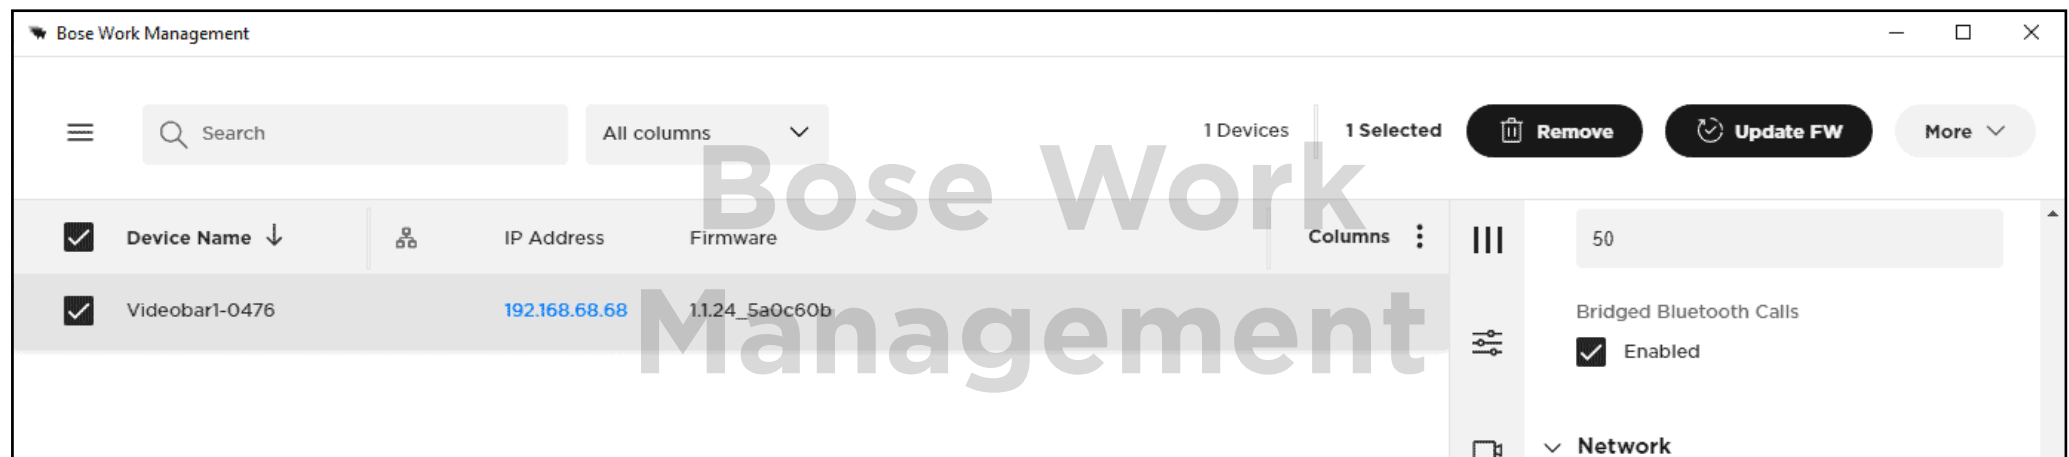 Bose Work Management
Search
All columns
1 Devices
1 Selected
Remove
Update FW
More
Bose Work
Management
Device Name
IP Address
Firmware
Columns
50
Videobar1-0476
192.168.68.68
1.1.24_5a0c60b
Bridged Bluetooth Calls
Enabled
Network